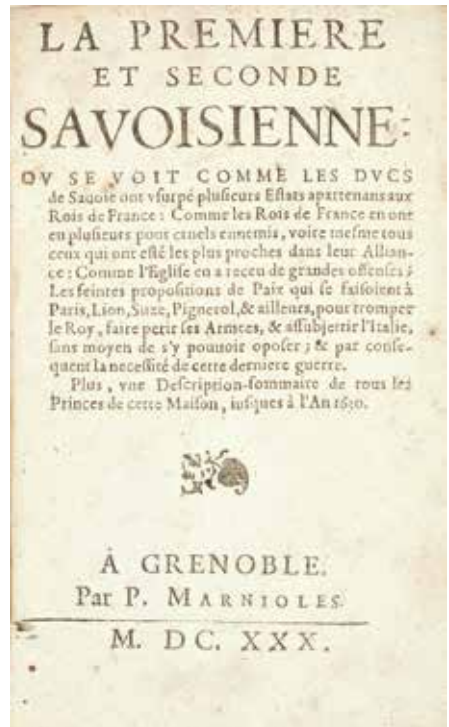 LA PREMIERE
ET SECONDE
SAVOISIENNE:
OV SE VOIT COMME LES DVCS
de Sauoie ont vſurpé pluſieurs Eſtats apartenans aux
Rois de France: Comme les Rois de France en ont
eu pluſieurs pour cruels ennemis, voire meſme tous
ceux qui ont eſté les plus proches dans leur Allian-
ce: Comme l'Egliſe en a receu de grandes offenſes;
Les feintes propoſitions de Paix qui ſe faiſoient à
Paris, Lion, Suze, Pignerol, & ailleurs, pour tromper
le Roy, faire perir ſes Armees, & aſſubjettir l'Italie,
ſans moyen de s'y pouuoir opoſer; & par conſe-
quent la neceſſité de cette derniere guerre.
Plus, vne Deſcription-ſommaire de tous les
Princes de cette Maiſon, iuſques à l'An 1630.
À GRENOBLE.
Par P. MARNIOLES.
M. DC. XXX.